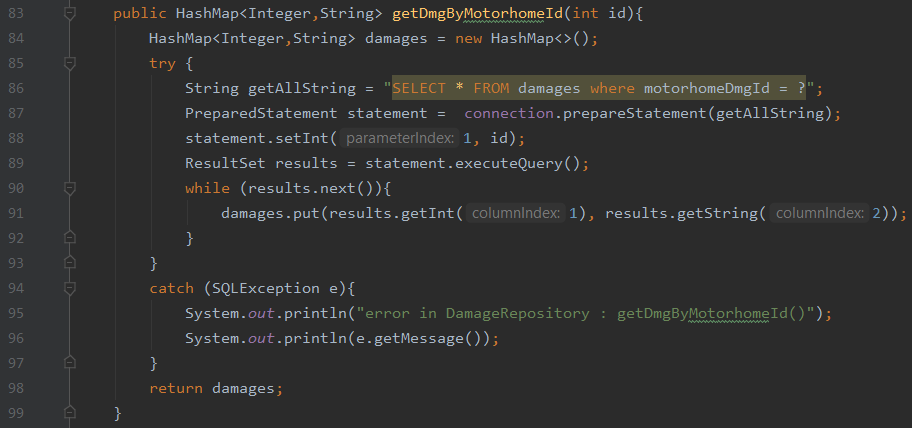 83 public HashMap<Integer,String> getDmgByMotorhomeId(int id){
84 HashMap<Integer,String> damages = new HashMap<>();
85 try {
86 String getAllString = "SELECT * FROM damages where motorhomeDmgId = ?";
87 PreparedStatement statement =  connection.prepareStatement(getAllString);
88 statement.setInt( parameterIndex: 1, id);
89 ResultSet results = statement.executeQuery();
90 while (results.next()){
91 damages.put(results.getInt( columnIndex: 1), results.getString( columnIndex: 2));
92 }
93 }
94 catch (SQLException e){
95 System.out.println("error in DamageRepository : getDmgByMotorhomeId()");
96 System.out.println(e.getMessage());
97 }
98 return damages;
99 }